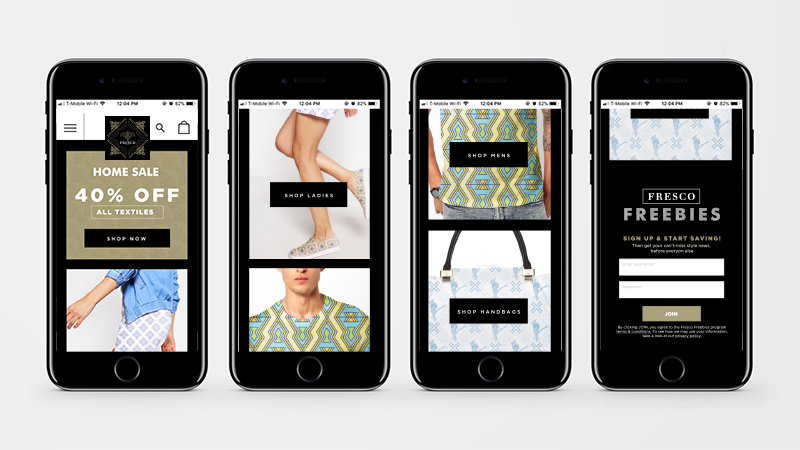 T-Mobile Wi-Fi 12:04 PM 82%
FRESCO
HOME SALE
40% OFF
ALL TEXTILES
SHOP NOW
T-Mobile Wi-Fi 12:04 PM 82%
SHOP LADIES
T-Mobile Wi-Fi 12:04 PM 82%
SHOP MENS
SHOP HANDBAGS
T-Mobile Wi-Fi 12:04 PM 82%
FRESCO
FREEBIES
SIGN UP & START SAVING!
Then get your can't-miss style news,
before everyone else
JOIN
By clicking JOIN, you agree to the Fresco Freebies program
terms & conditions. To see how we may use your information,
take a look at our privacy policy.